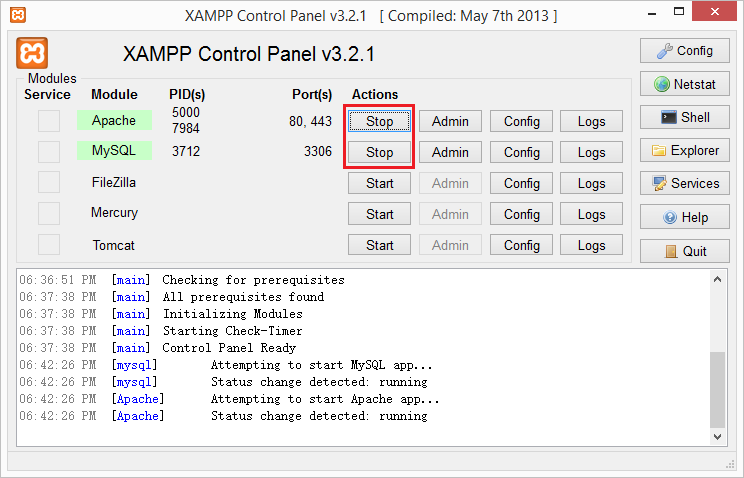 XAMPP Control Panel v3.2.1 [ Compiled: May 7th 2013 ]
XAMPP Control Panel v3.2.1
Config
Modules
Service Module PID(s) Port(s) Actions
Netstat
Apache 5000 7984 80, 443 Stop Admin Config Logs
Shell
MySQL 3712 3306 Stop Admin Config Logs
Explorer
FileZilla Start Admin Config Logs
Services
Mercury Start Admin Config Logs
Help
Tomcat Start Admin Config Logs
Quit
06:36:51 PM [main] Checking for prerequisites
06:37:38 PM [main] All prerequisites found
06:37:38 PM [main] Initializing Modules
06:37:38 PM [main] Starting Check-Timer
06:37:38 PM [main] Control Panel Ready
06:42:26 PM [mysql] Attempting to start MySQL app...
06:42:26 PM [mysql] Status change detected: running
06:42:26 PM [Apache] Attempting to start Apache app...
06:42:26 PM [Apache] Status change detected: running